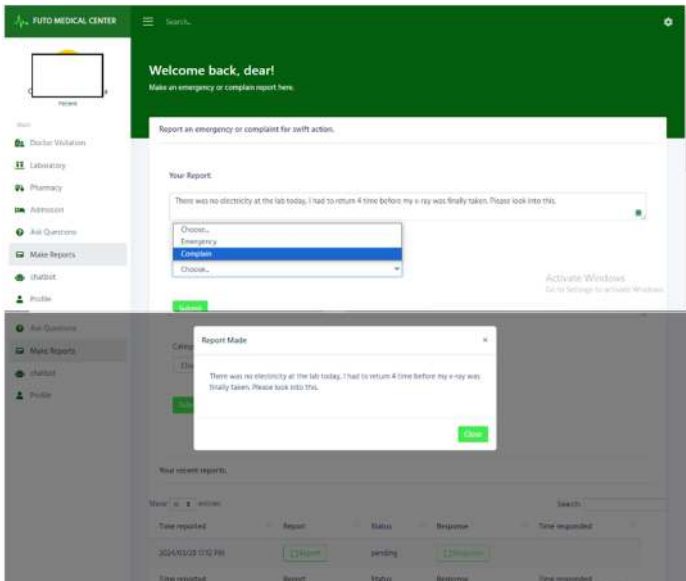 FUTO MEDICAL CENTER
Search..
Welcome back, dear!
Make an emergency or complain report here.
Patient
Main
Doctor Visitation
Laboratory
Pharmacy
Admission
Ask Questions
Make Reports
chatbot
Profile
Report an emergency or complaint for swift action.
Your Report
There was no electricity at the lab today, I had to return 4 time before my x-ray was finally taken. Please look into this.
Choose...
Emergency
Complain
Choose...
Activate Windows
Go to Settings to activate Windows
Submit
Ask Questions
Make Reports
chatbot
Profile
Report Made
×
There was no electricity at the lab today, I had to return 4 time before my x-ray was
finally taken. Please look into this.
Close
Your recent reports.
Show entries
Search:
Time reported Report Status Response Time responded
Report pending Response
Time reported Report Status Response Time responded